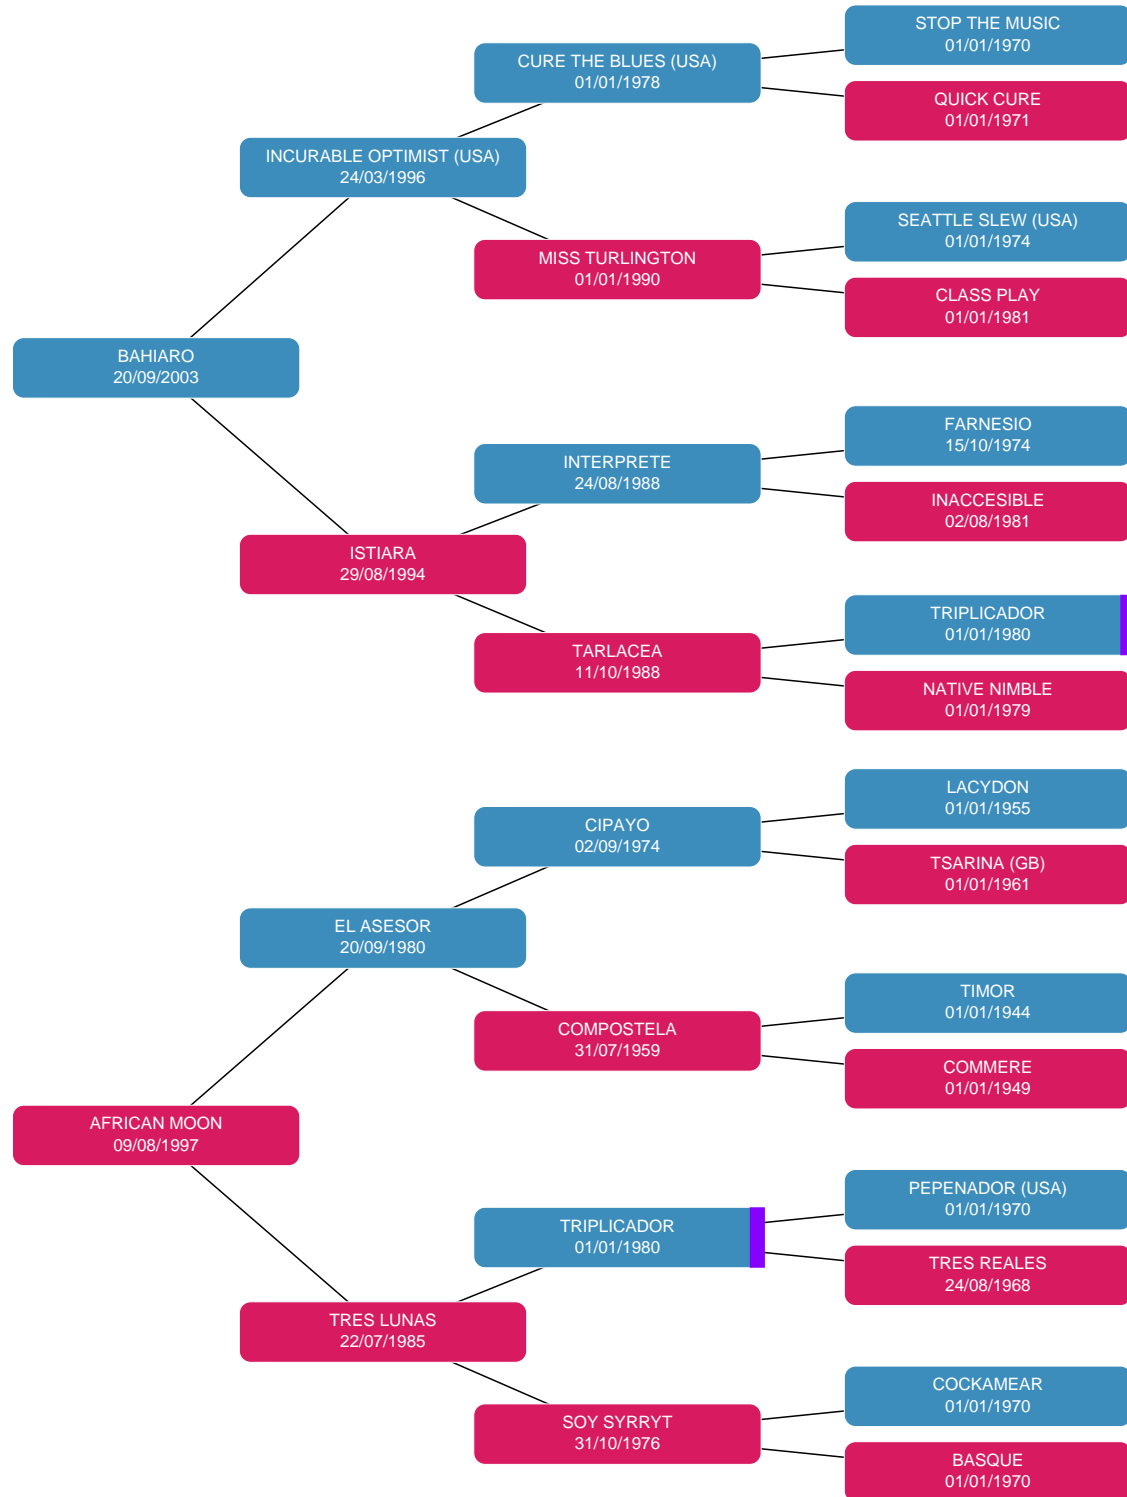 STOP THE MUSIC
01/01/1970
CURE THE BLUES (USA)
01/01/1978
QUICK CURE
01/01/1971
INCURABLE OPTIMIST (USA)
24/03/1996
SEATTLE SLEW (USA)
01/01/1974
MISS TURLINGTON
01/01/1990
CLASS PLAY
01/01/1981
BAHIARO
20/09/2003
FARNESIO
15/10/1974
INTERPRETE
24/08/1988
INACCESIBLE
02/08/1981
ISTIARA
29/08/1994
TRIPLICADOR
01/01/1980
TARLACEA
11/10/1988
NATIVE NIMBLE
01/01/1979
LACYDON
01/01/1955
CIPAYO
02/09/1974
TSARINA (GB)
01/01/1961
EL ASESOR
20/09/1980
TIMOR
01/01/1944
COMPOSTELA
31/07/1959
COMMERE
01/01/1949
AFRICAN MOON
09/08/1997
PEPENADOR (USA)
01/01/1970
TRIPLICADOR
01/01/1980
TRES REALES
24/08/1968
TRES LUNAS
22/07/1985
COCKAMEAR
01/01/1970
SOY SYRRYT
31/10/1976
BASQUE
01/01/1970